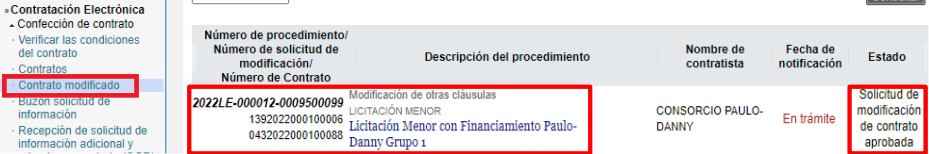 Contratación Electrónica
Confección de contrato
Verificar las condiciones
del contrato
Contratos
Contrato modificado
Buzón solicitud de
información
Recepción de solicitud de
información adicional y
Número de procedimiento/
Número de solicitud de
modificación/
Número de Contrato
Descripción del procedimiento
Nombre de
contratista
Fecha de
notificación
Estado
2022LE-000012-0009500099
1392022000100006
0432022000100088
Modificación de otras cláusulas
LICITACIÓN MENOR
Licitación Menor con Financiamiento Paulo-
Danny Grupo 1
CONSORCIO PAULO-
DANNY
En trámite
Solicitud de
modificación
de contrato
aprobada